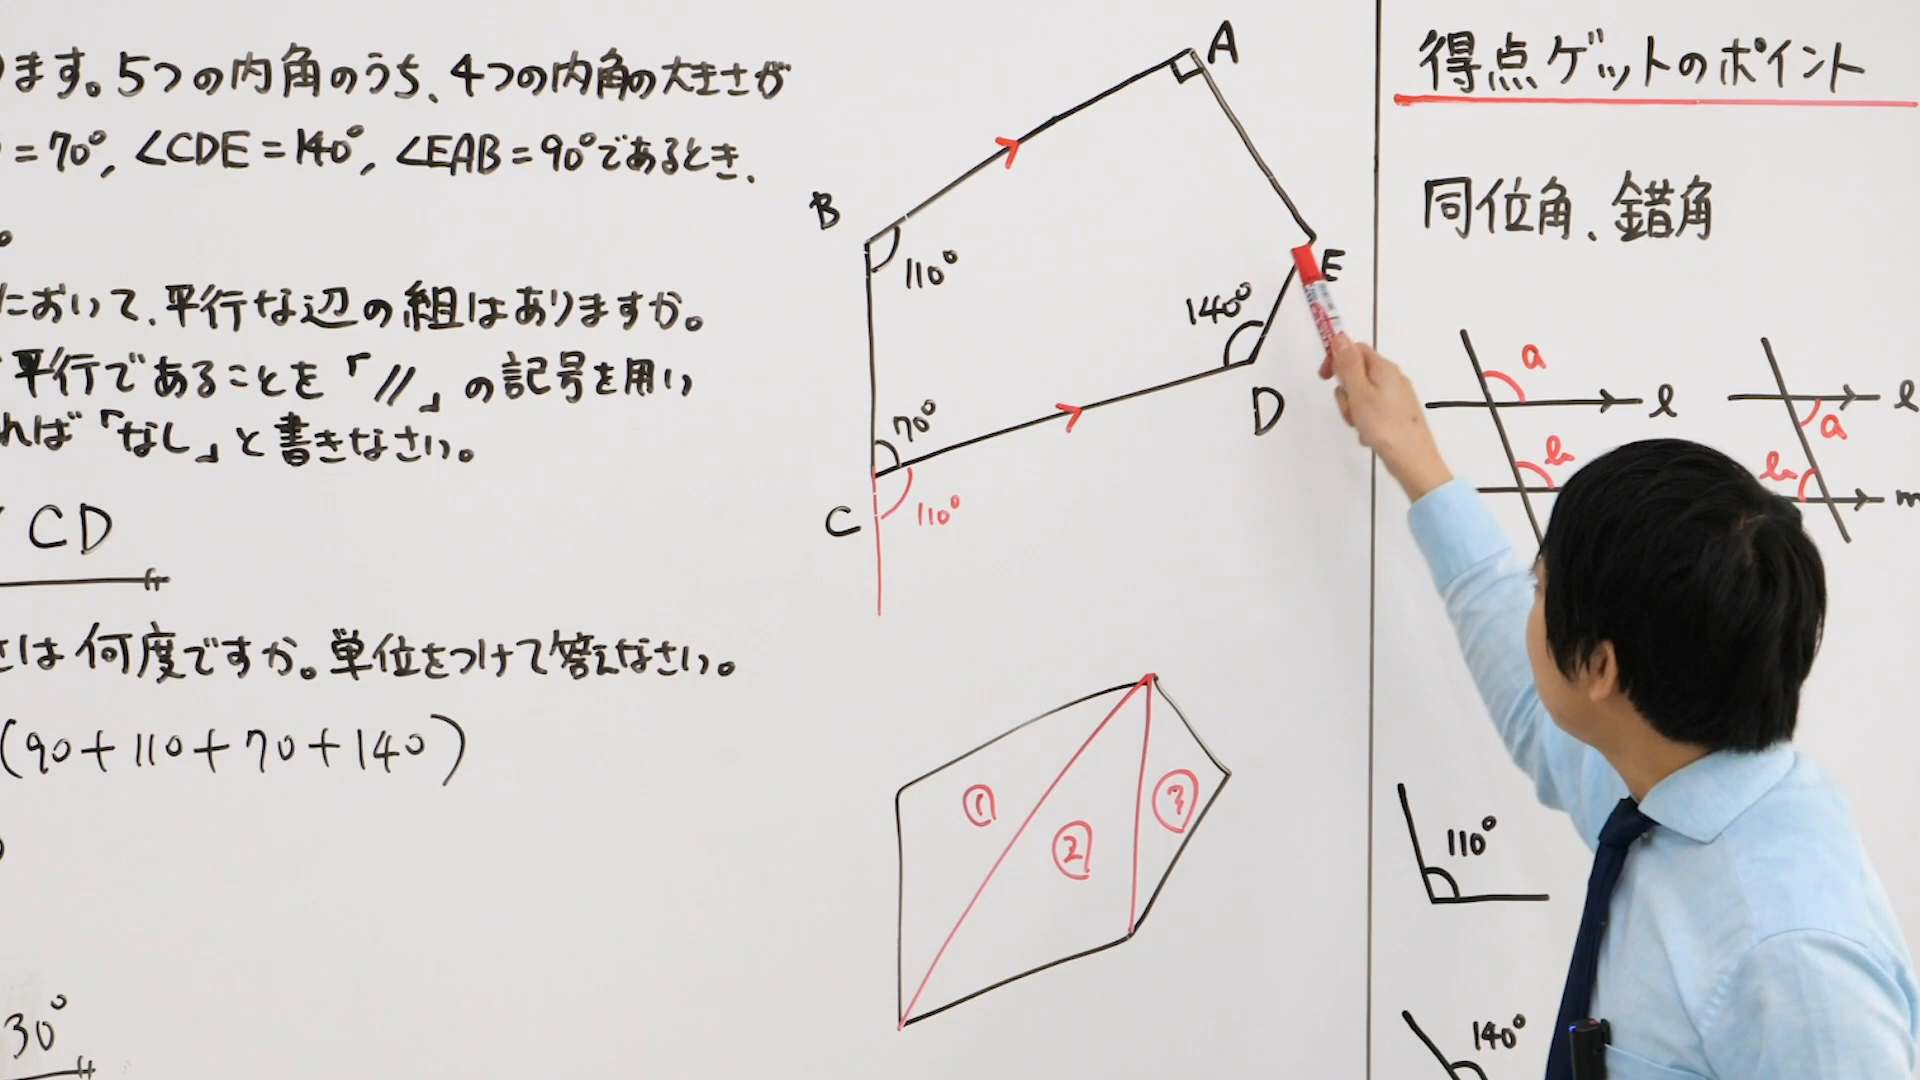 ます。5つの内角のうち、4つの内角の大きさが
=70°, ∠CDE=140°, ∠EAB=90°であるとき、
。
において、平行な辺の組はありますか。
平行であることを「//」の記号を用い
れば「なし」と書きなさい。
CD
は何度ですか。単位をつけて答えなさい。
(90+110+70+140)
30°
A
B
110°
E
140°
D
70°
C
110°
①
②
③
得点ゲットのポイント
同位角、錯角
a
l
b
l
a
b
m
110°
140°